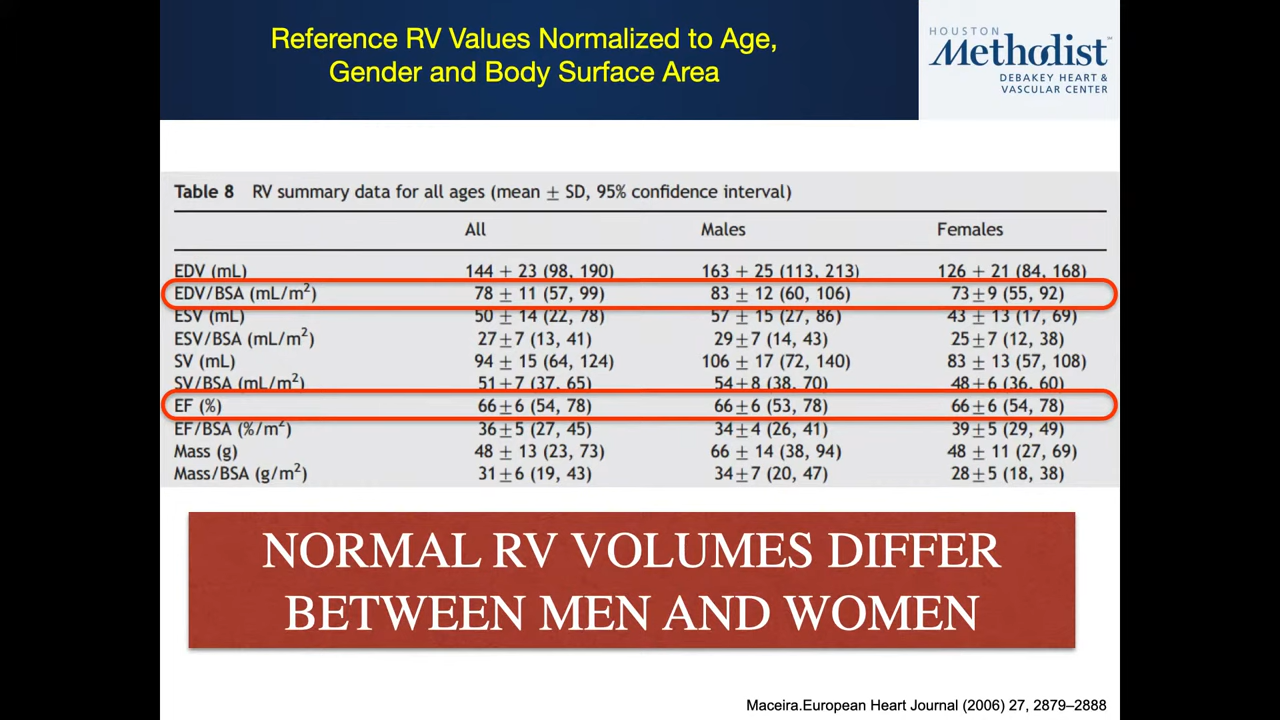 Reference RV Values Normalized to Age,
Gender and Body Surface Area
HOUSTON
Methodist
DEBAKEY HEART &
VASCULAR CENTER
Table 8 RV summary data for all ages (mean ± SD, 95% confidence interval)
All Males Females
EDV (mL) 144 ± 23 (98, 190) 163 ± 25 (113, 213) 126 ± 21 (84, 168)
EDV/BSA (mL/m²) 78 ± 11 (57, 99) 83 ± 12 (60, 106) 73±9 (55, 92)
ESV (mL) 50 ± 14 (22, 78) 57 ± 15 (27, 86) 43 ± 13 (17, 69)
ESV/BSA (mL/m²) 27±7 (13, 41) 29±7 (14, 43) 25±7 (12, 38)
SV (mL) 94 ± 15 (64, 124) 106 ± 17 (72, 140) 83 ± 13 (57, 108)
SV/BSA (mL/m²) 51±7 (37, 65) 54±8 (38, 70) 48±6 (36, 60)
EF (%) 66±6 (54, 78) 66±6 (53, 78) 66±6 (54, 78)
EF/BSA (%/m²) 36±5 (27, 45) 34±4 (26, 41) 39±5 (29, 49)
Mass (g) 48 ± 13 (23, 73) 66 ± 14 (38, 94) 48 ± 11 (27, 69)
Mass/BSA (g/m²) 31±6 (19, 43) 34±7 (20, 47) 28±5 (18, 38)
NORMAL RV VOLUMES DIFFER
BETWEEN MEN AND WOMEN
Maceira.European Heart Journal (2006) 27, 2879–2888